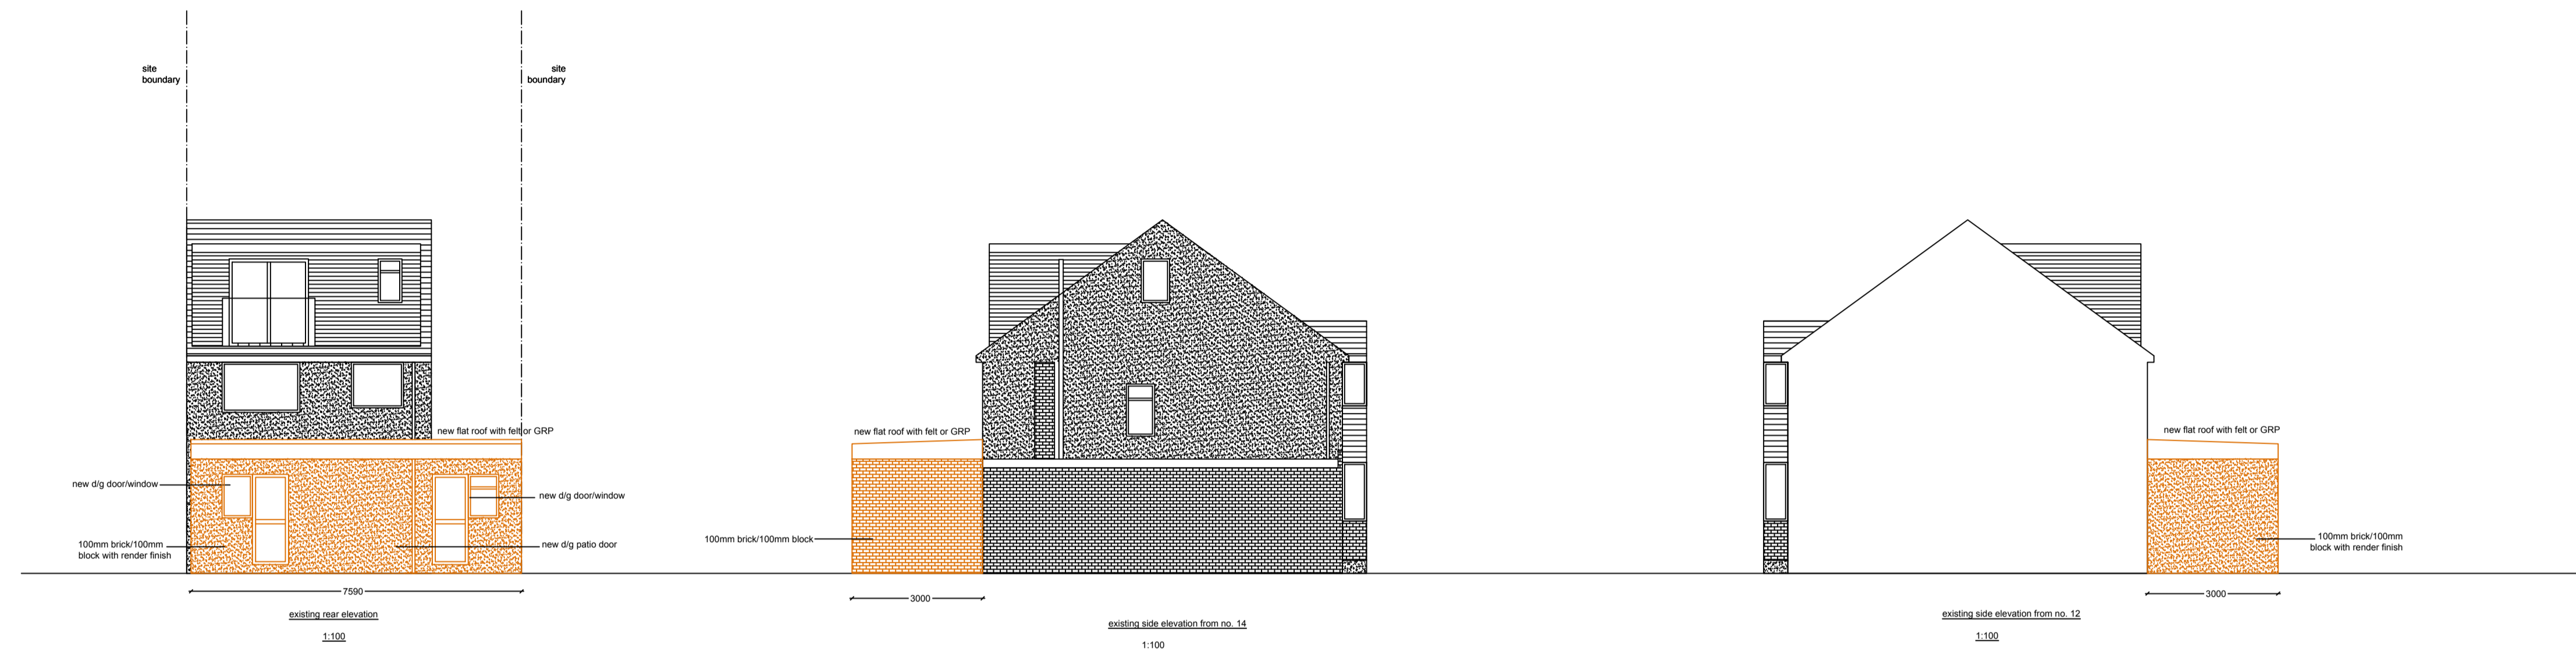 site
boundary
site
boundary
new flat roof with felt or GRP
new d/g door/window
new d/g door/window
100mm brick/100mm
block with render finish
new d/g patio door
7590
existing rear elevation
1:100
new flat roof with felt or GRP
100mm brick/100mm block
3000
existing side elevation from no. 14
1:100
new flat roof with felt or GRP
100mm brick/100mm
block with render finish
3000
existing side elevation from no. 12
1:100